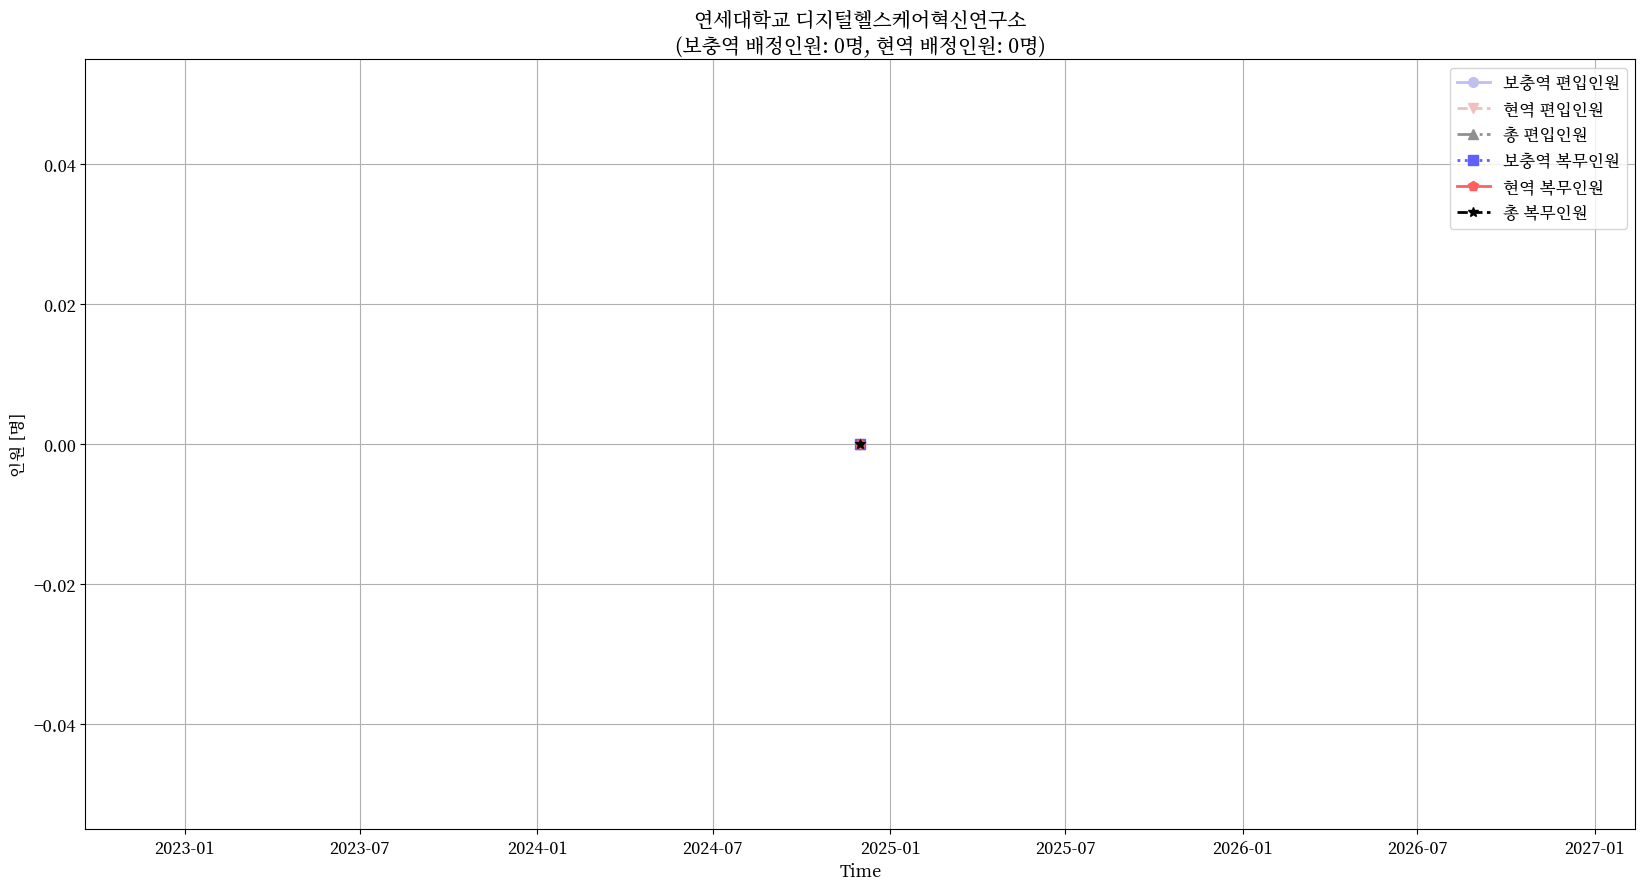 연세대학교 디지털헬스케어혁신연구소
(보충역 배정인원: 0명, 현역 배정인원: 0명)
보충역 편입인원
현역 편입인원
총 편입인원
보충역 복무인원
현역 복무인원
총 복무인원
인원 [명]
0.04
0.02
0.00
−0.02
−0.04
2023-01 2023-07 2024-01 2024-07 2025-01 2025-07 2026-01 2026-07 2027-01
Time